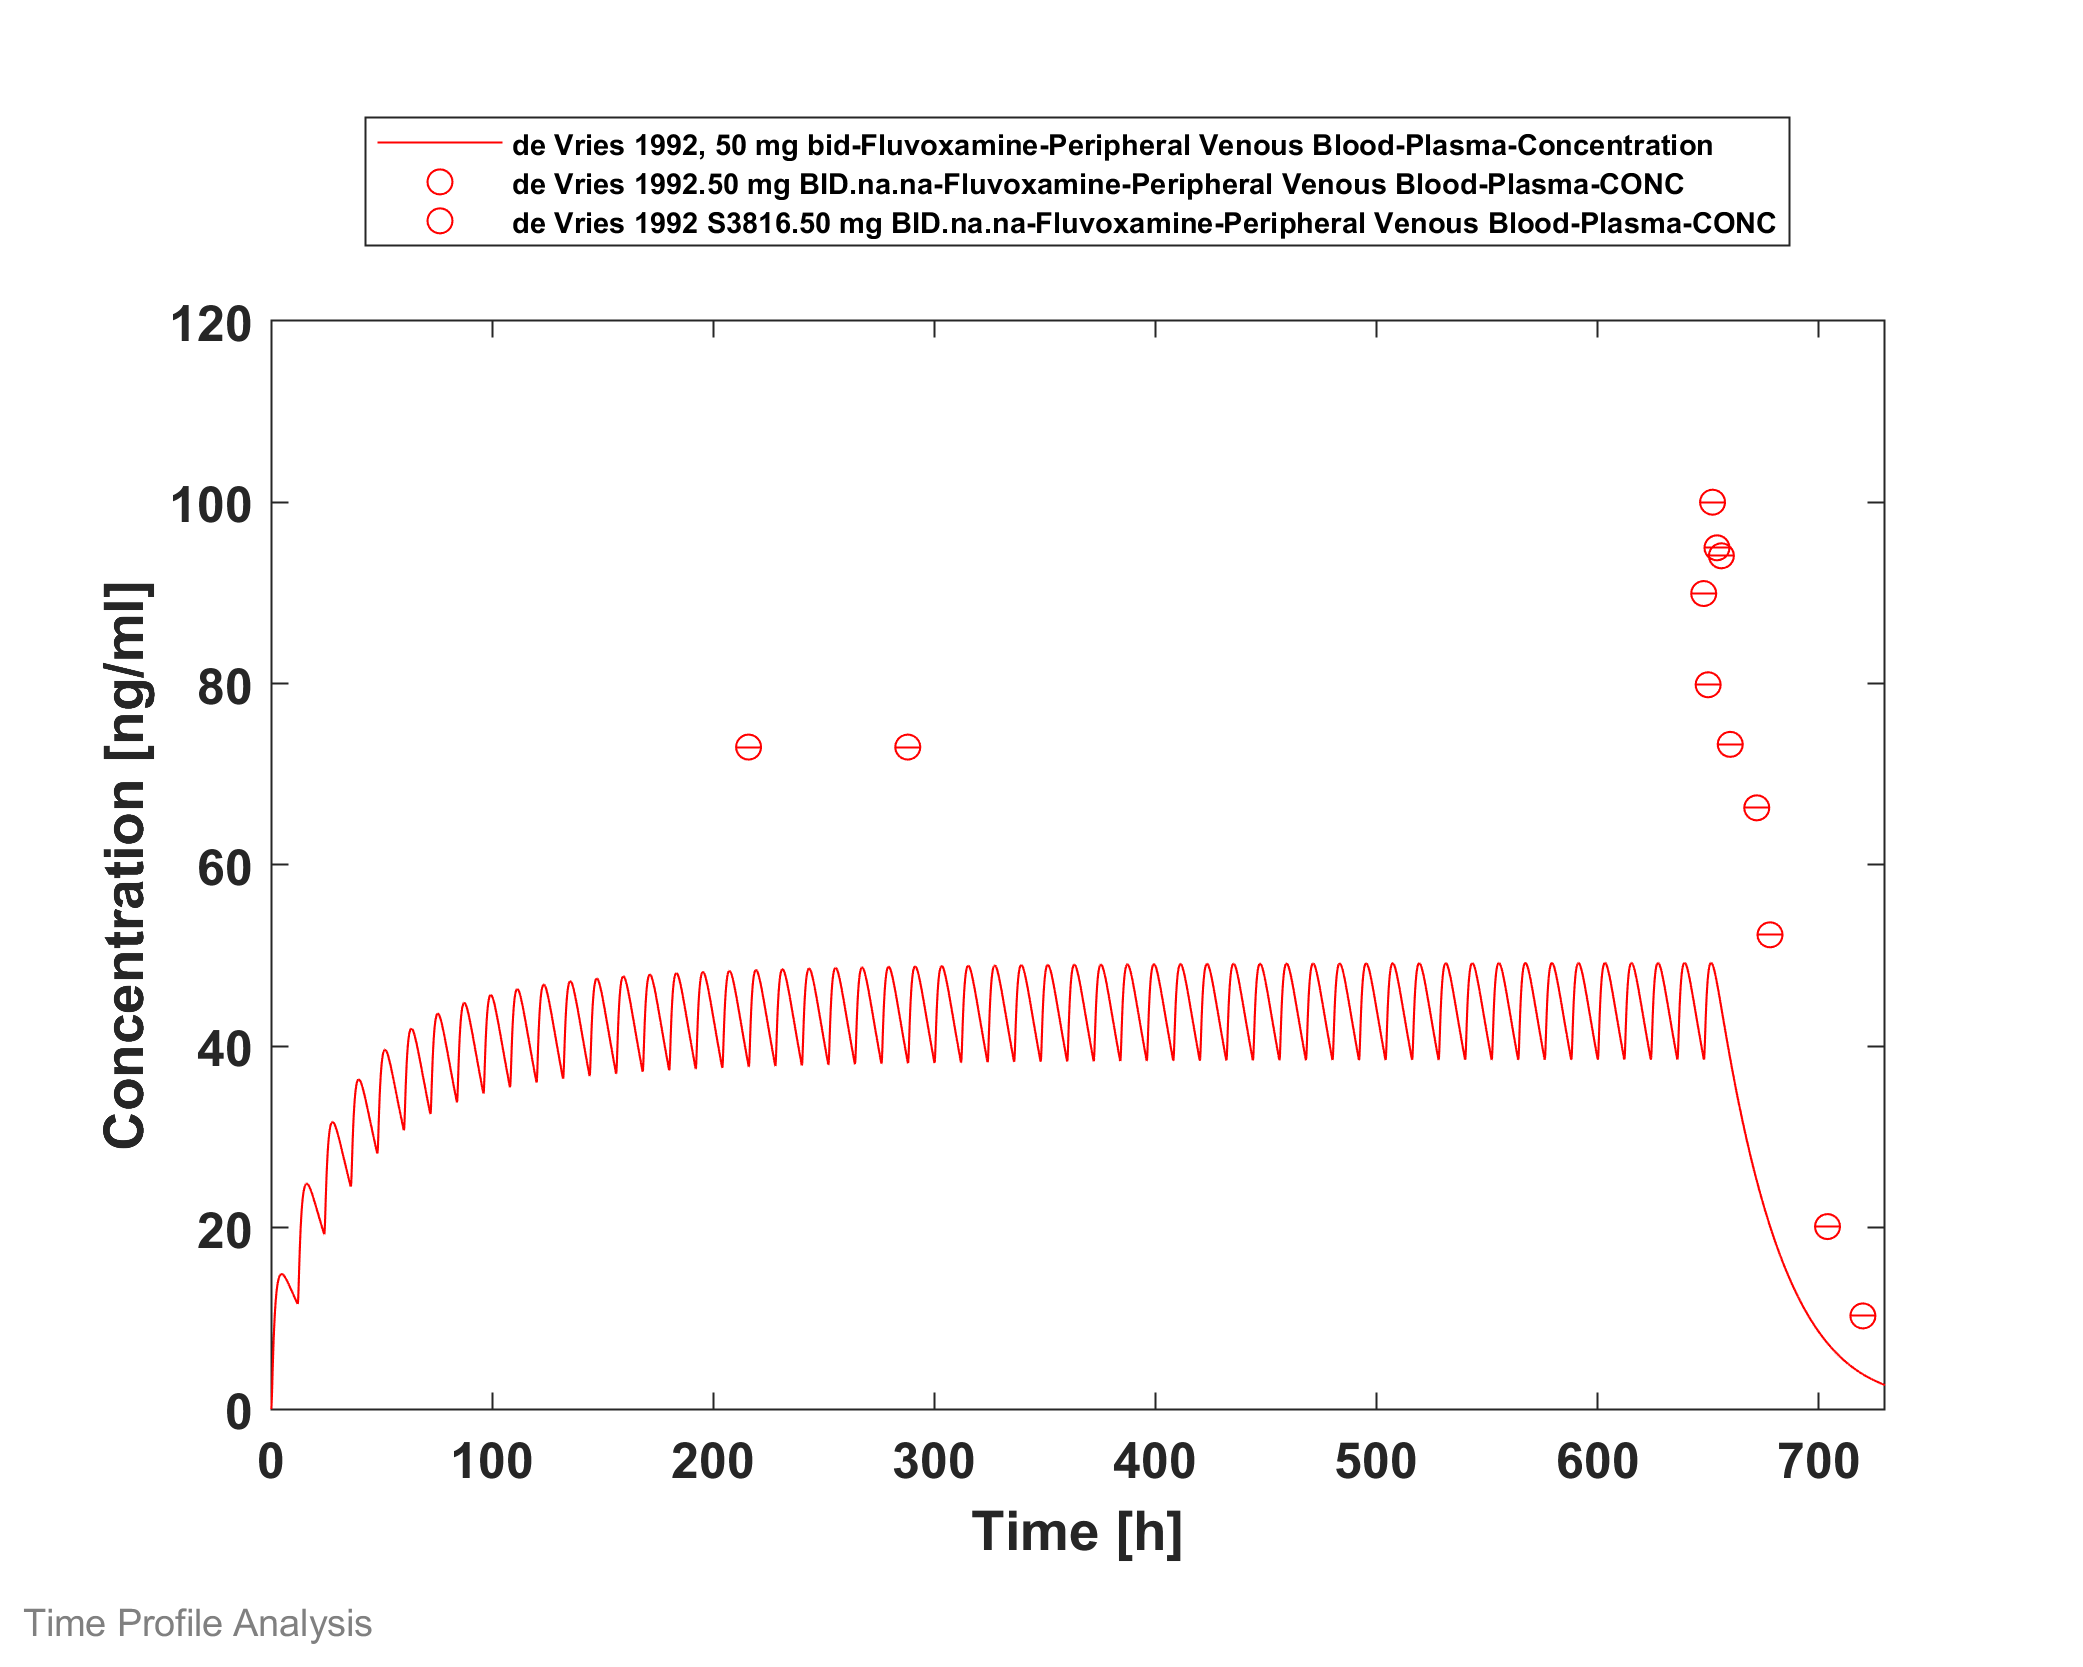 de Vries 1992, 50 mg bid-Fluvoxamine-Peripheral Venous Blood-Plasma-Concentration
de Vries 1992.50 mg BID.na.na-Fluvoxamine-Peripheral Venous Blood-Plasma-CONC
de Vries 1992 S3816.50 mg BID.na.na-Fluvoxamine-Peripheral Venous Blood-Plasma-CONC
120
100
80
60
40
20
0
Concentration [ng/ml]
0 100 200 300 400 500 600 700
Time [h]
Time Profile Analysis